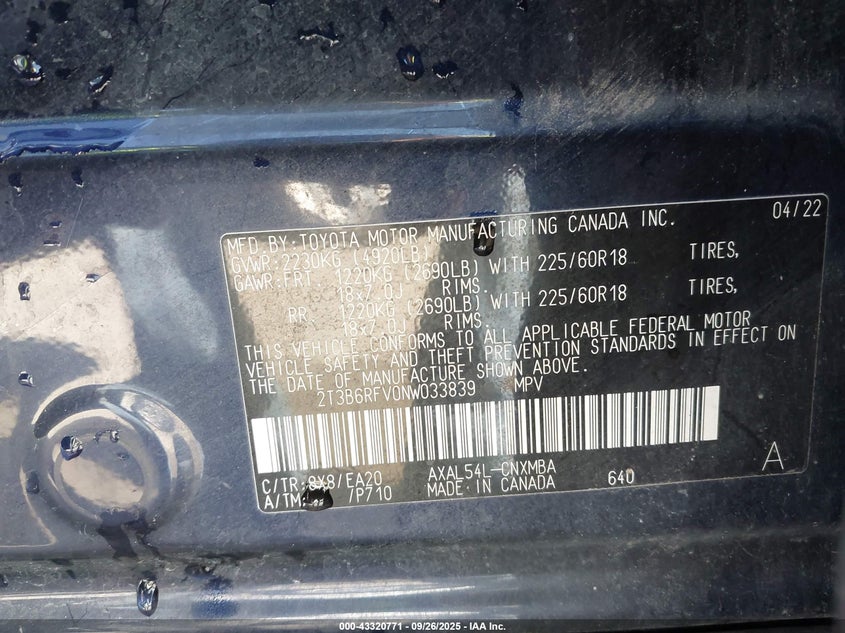 MFD.BY:TOYOTA MOTOR MANUFACTURING CANADA INC. 04/22
GVWR:2230KG (4920LB)
GAWR:FRT 1220KG (2690LB) WITH 225/60R18 TIRES,
18x7.0J RIMS.
RR 1220KG (2690LB) WITH 225/60R18 TIRES,
18x7.0J RIMS.
THIS VEHICLE CONFORMS TO ALL APPLICABLE FEDERAL MOTOR
VEHICLE SAFETY AND THEFT PREVENTION STANDARDS IN EFFECT ON
THE DATE OF MANUFACTURE SHOWN ABOVE.
2T3B6RFV0NW033839 MPV
C/TR:8X8/EA20 AXAL54L-CNXMBA 640 A
A/TM: /7P710 MADE IN CANADA
000-43320771 - 09/26/2025 - IAA Inc.